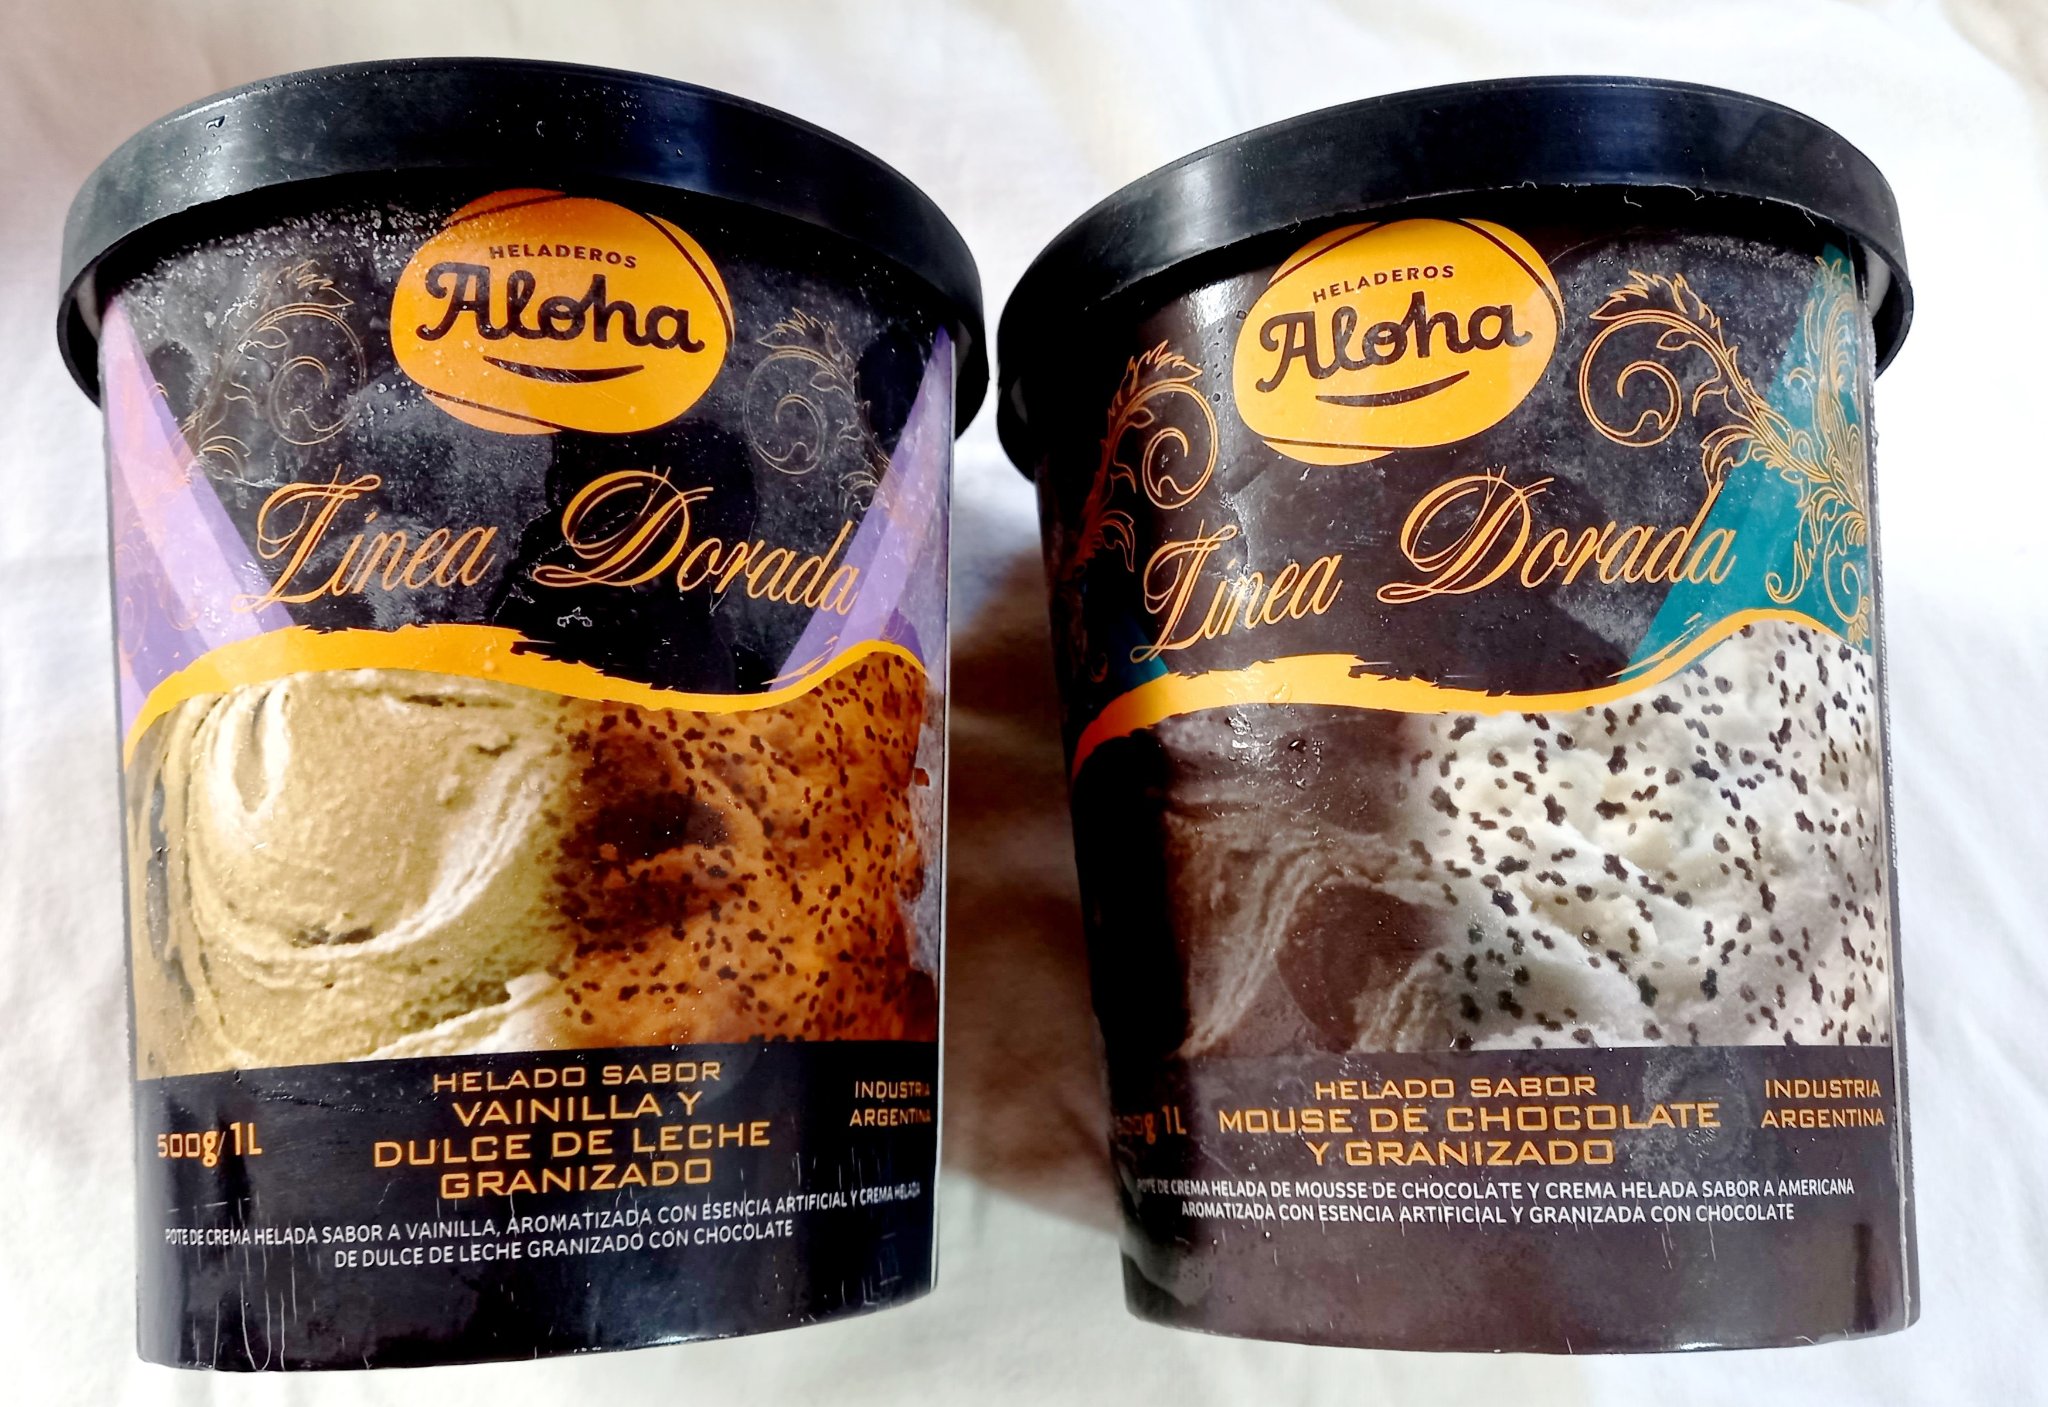 HELADEROS
Aloha
Línea Dorada
HELADO SABOR
VAINILLA Y
DULCE DE LECHE
GRANIZADO
500g/1L
INDUSTRIA
ARGENTINA
POTE DE CREMA HELADA SABOR A VAINILLA, AROMATIZADA CON ESENCIA ARTIFICIAL Y CREMA HELADA
DE DULCE DE LECHE GRANIZADO CON CHOCOLATE
HELADEROS
Aloha
Línea Dorada
HELADO SABOR
MOUSE DE CHOCOLATE
Y GRANIZADO
500g 1L
INDUSTRIA
ARGENTINA
POTE DE CREMA HELADA DE MOUSSE DE CHOCOLATE Y CREMA HELADA SABOR A AMERICANA
AROMATIZADA CON ESENCIA ARTIFICIAL Y GRANIZADA CON CHOCOLATE